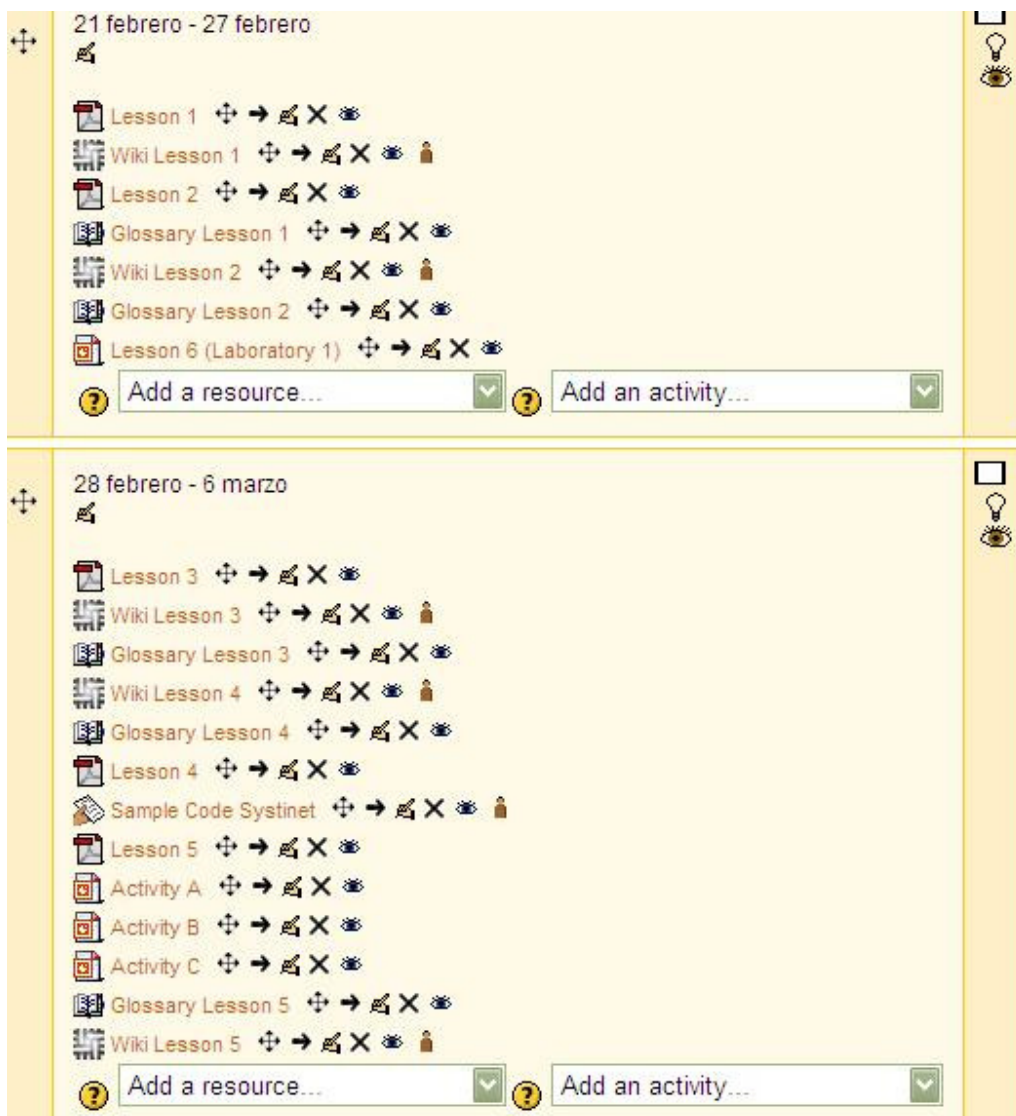 21 febrero - 27 febrero
Lesson 1
Wiki Lesson 1
Lesson 2
Glossary Lesson 1
Wiki Lesson 2
Glossary Lesson 2
Lesson 6 (Laboratory 1)
? Add a resource... ? Add an activity...
28 febrero - 6 marzo
Lesson 3
Wiki Lesson 3
Glossary Lesson 3
Wiki Lesson 4
Glossary Lesson 4
Lesson 4
Sample Code Systinet
Lesson 5
Activity A
Activity B
Activity C
Glossary Lesson 5
Wiki Lesson 5
? Add a resource... ? Add an activity...